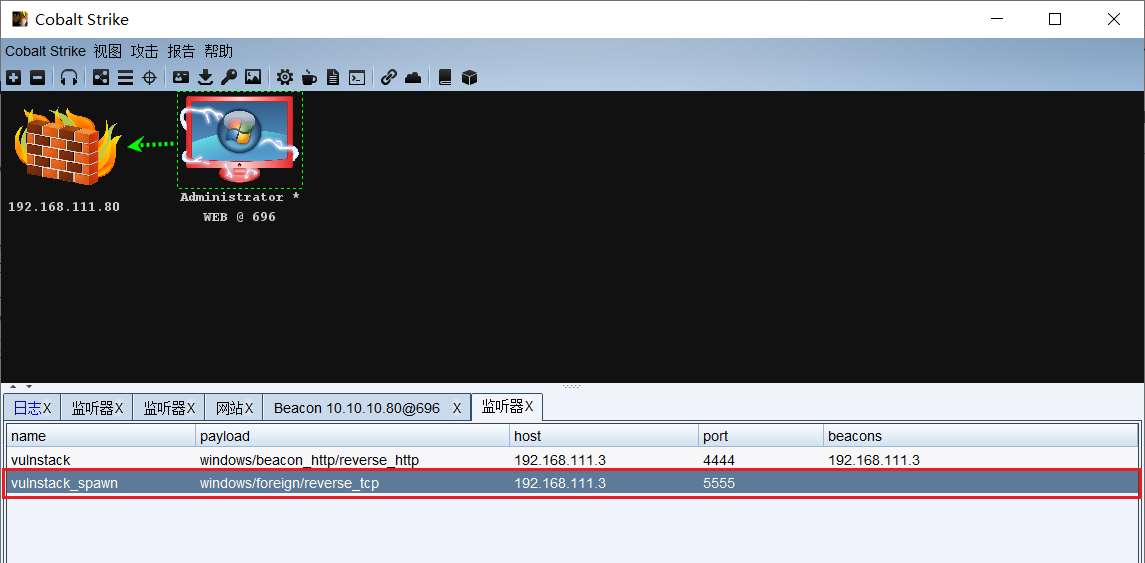 Cobalt Strike
Cobalt Strike 视图 攻击 报告 帮助
192.168.111.80
Administrator *
WEB @ 696
日志X 监听器X 监听器X 网站X Beacon 10.10.10.80@696 X 监听器X
name payload host port beacons
vulnstack windows/beacon_http/reverse_http 192.168.111.3 4444 192.168.111.3
vulnstack_spawn windows/foreign/reverse_tcp 192.168.111.3 5555